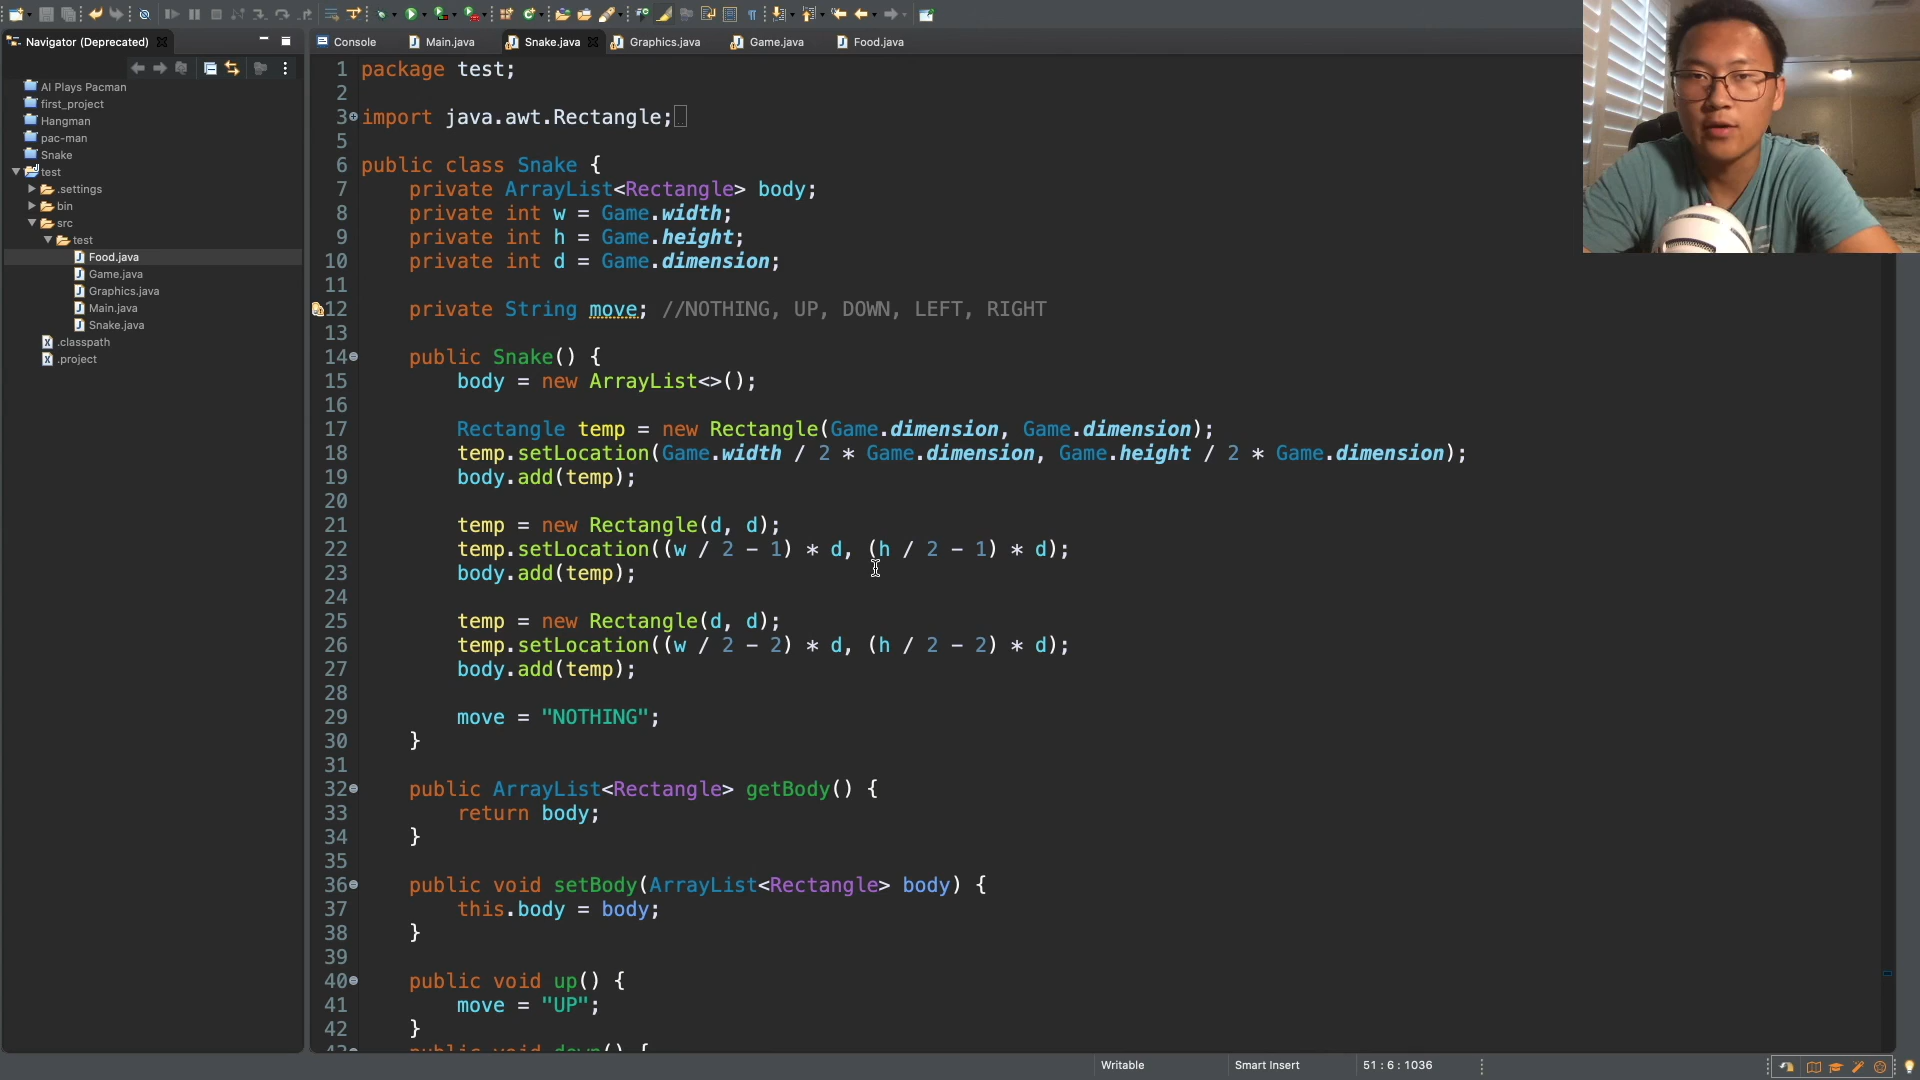 Navigator (Deprecated)
Console
Main.java
Snake.java
Graphics.java
Game.java
Food.java
AI Plays Pacman
first_project
Hangman
pac-man
Snake
test
.settings
bin
src
test
Food.java
Game.java
Graphics.java
Main.java
Snake.java
.classpath
.project
1 package test;
2
3 import java.awt.Rectangle;
5
6 public class Snake {
7 private ArrayList<Rectangle> body;
8 private int w = Game.width;
9 private int h = Game.height;
10 private int d = Game.dimension;
11
12 private String move; //NOTHING, UP, DOWN, LEFT, RIGHT
13
14 public Snake() {
15 body = new ArrayList<>();
16
17 Rectangle temp = new Rectangle(Game.dimension, Game.dimension);
18 temp.setLocation(Game.width / 2 * Game.dimension, Game.height / 2 * Game.dimension);
19 body.add(temp);
20
21 temp = new Rectangle(d, d);
22 temp.setLocation((w / 2 - 1) * d, (h / 2 - 1) * d);
23 body.add(temp);
24
25 temp = new Rectangle(d, d);
26 temp.setLocation((w / 2 - 2) * d, (h / 2 - 2) * d);
27 body.add(temp);
28
29 move = "NOTHING";
30 }
31
32 public ArrayList<Rectangle> getBody() {
33 return body;
34 }
35
36 public void setBody(ArrayList<Rectangle> body) {
37 this.body = body;
38 }
39
40 public void up() {
41 move = "UP";
42 }
43 public void down() {
Writable
Smart Insert
51 : 6 : 1036